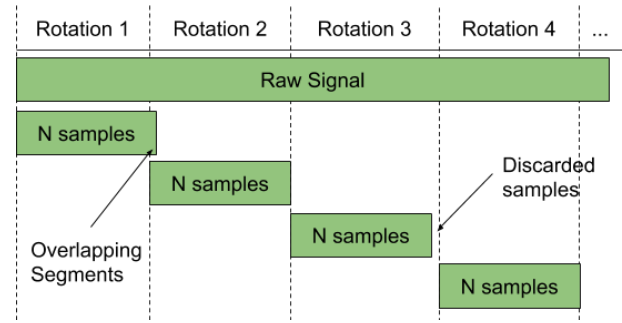 Rotation 1 Rotation 2 Rotation 3 Rotation 4 ...
Raw Signal
N samples
N samples
Discarded
samples
N samples
Overlapping
Segments
N samples